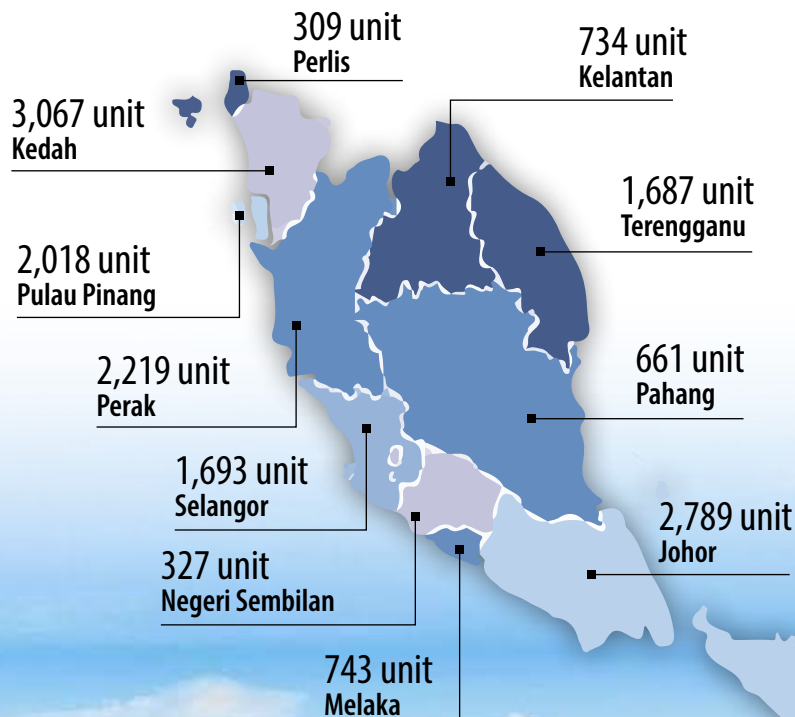 309 unit
Perlis
734 unit
Kelantan
3,067 unit
Kedah
1,687 unit
Terengganu
2,018 unit
Pulau Pinang
2,219 unit
Perak
661 unit
Pahang
1,693 unit
Selangor
2,789 unit
Johor
327 unit
Negeri Sembilan
743 unit
Melaka